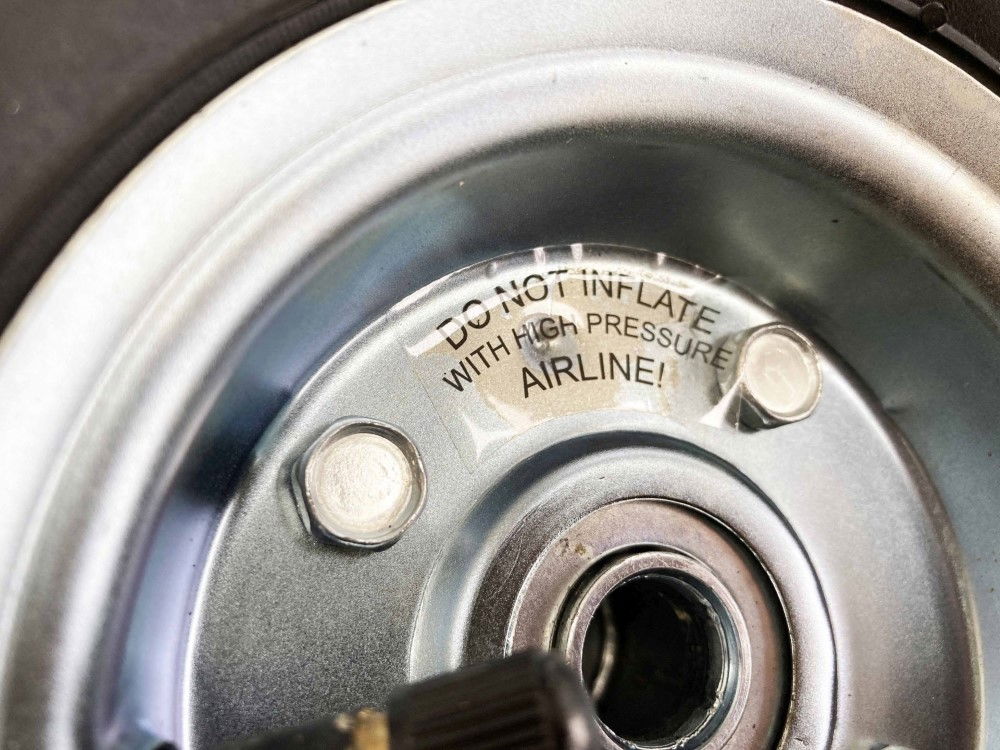 DO NOT INFLATE
WITH HIGH PRESSURE
AIRLINE!